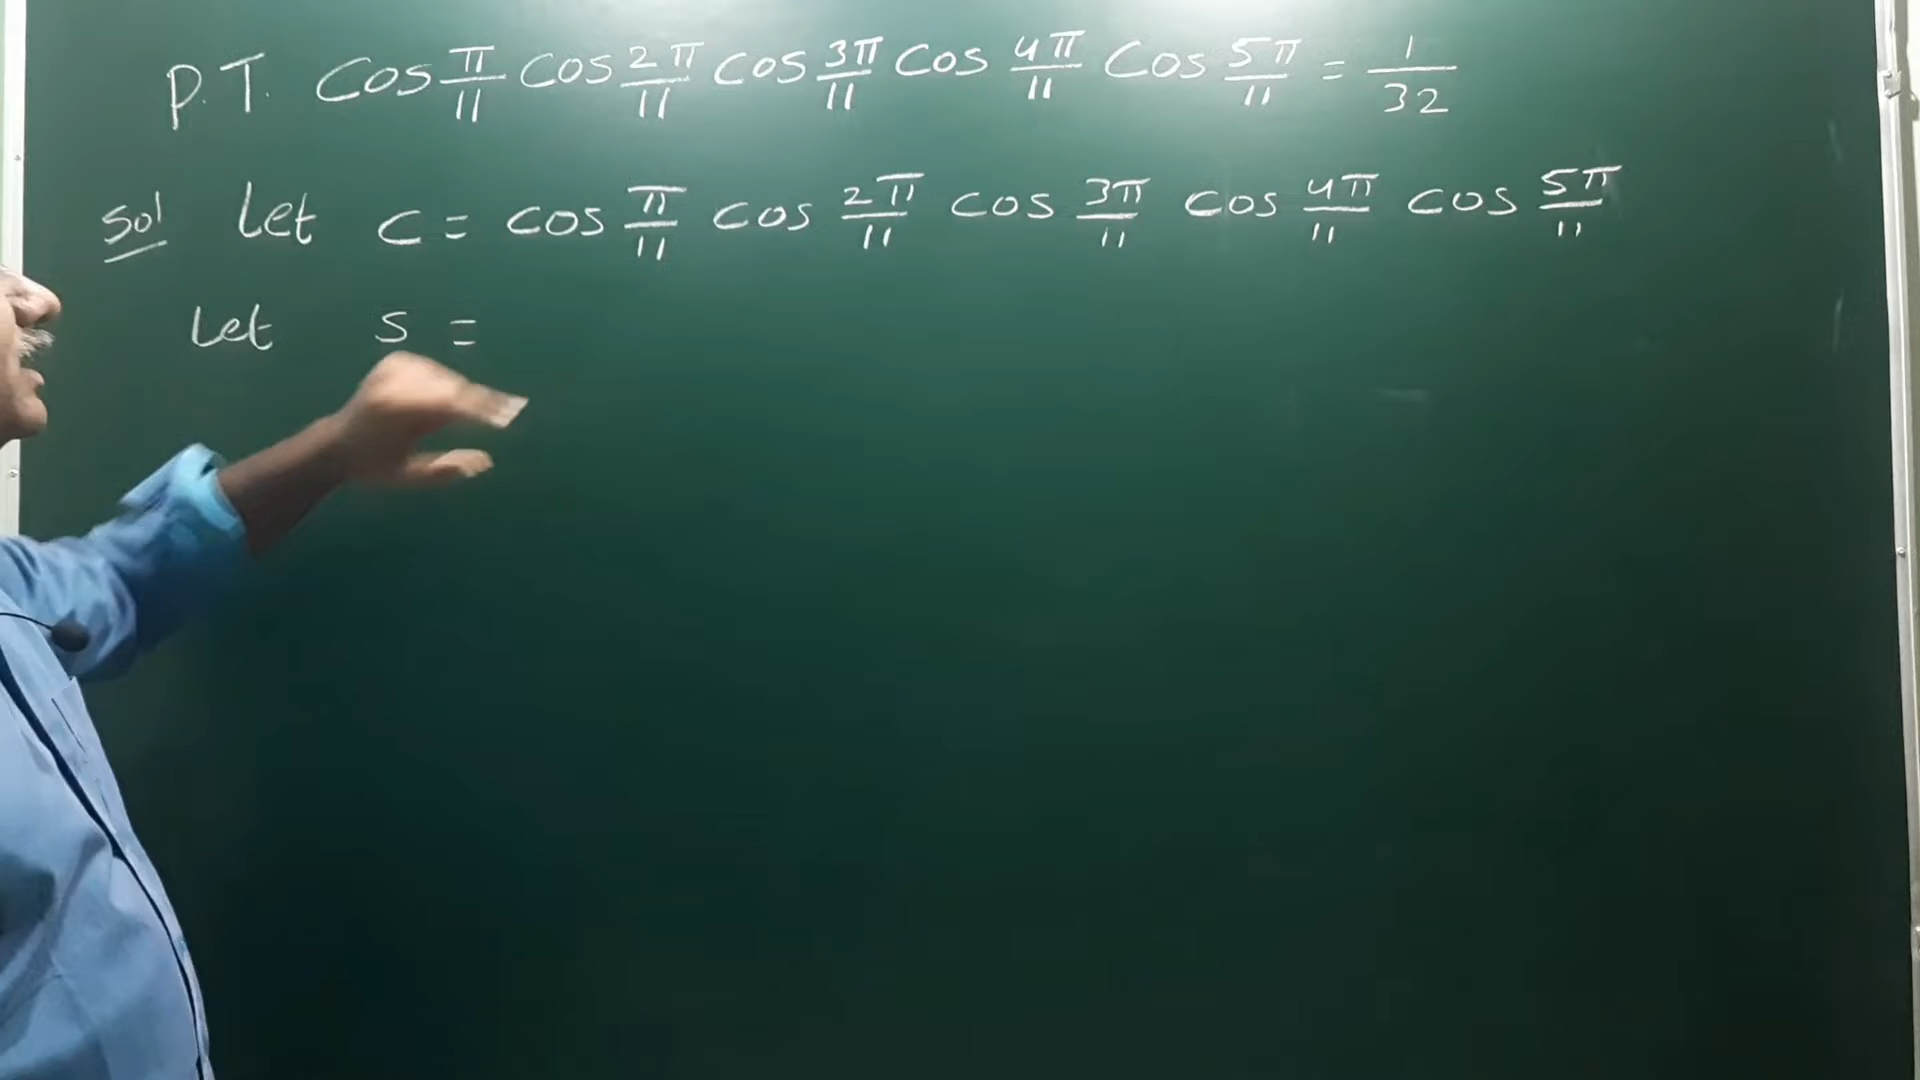 P.T. Cos π/11 Cos 2π/11 Cos 3π/11 Cos 4π/11 Cos 5π/11 = 1/32
Sol Let C = Cos π/11 Cos 2π/11 Cos 3π/11 Cos 4π/11 Cos 5π/11
Let S =